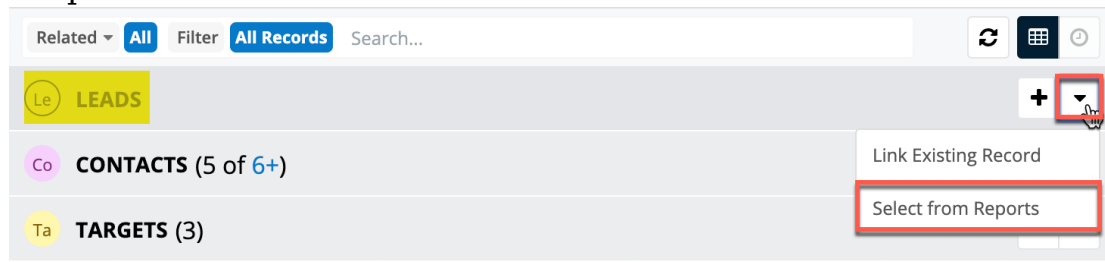 Related All Filter All Records Search...
Le LEADS
Co CONTACTS (5 of 6+)
Link Existing Record
Select from Reports
Ta TARGETS (3)